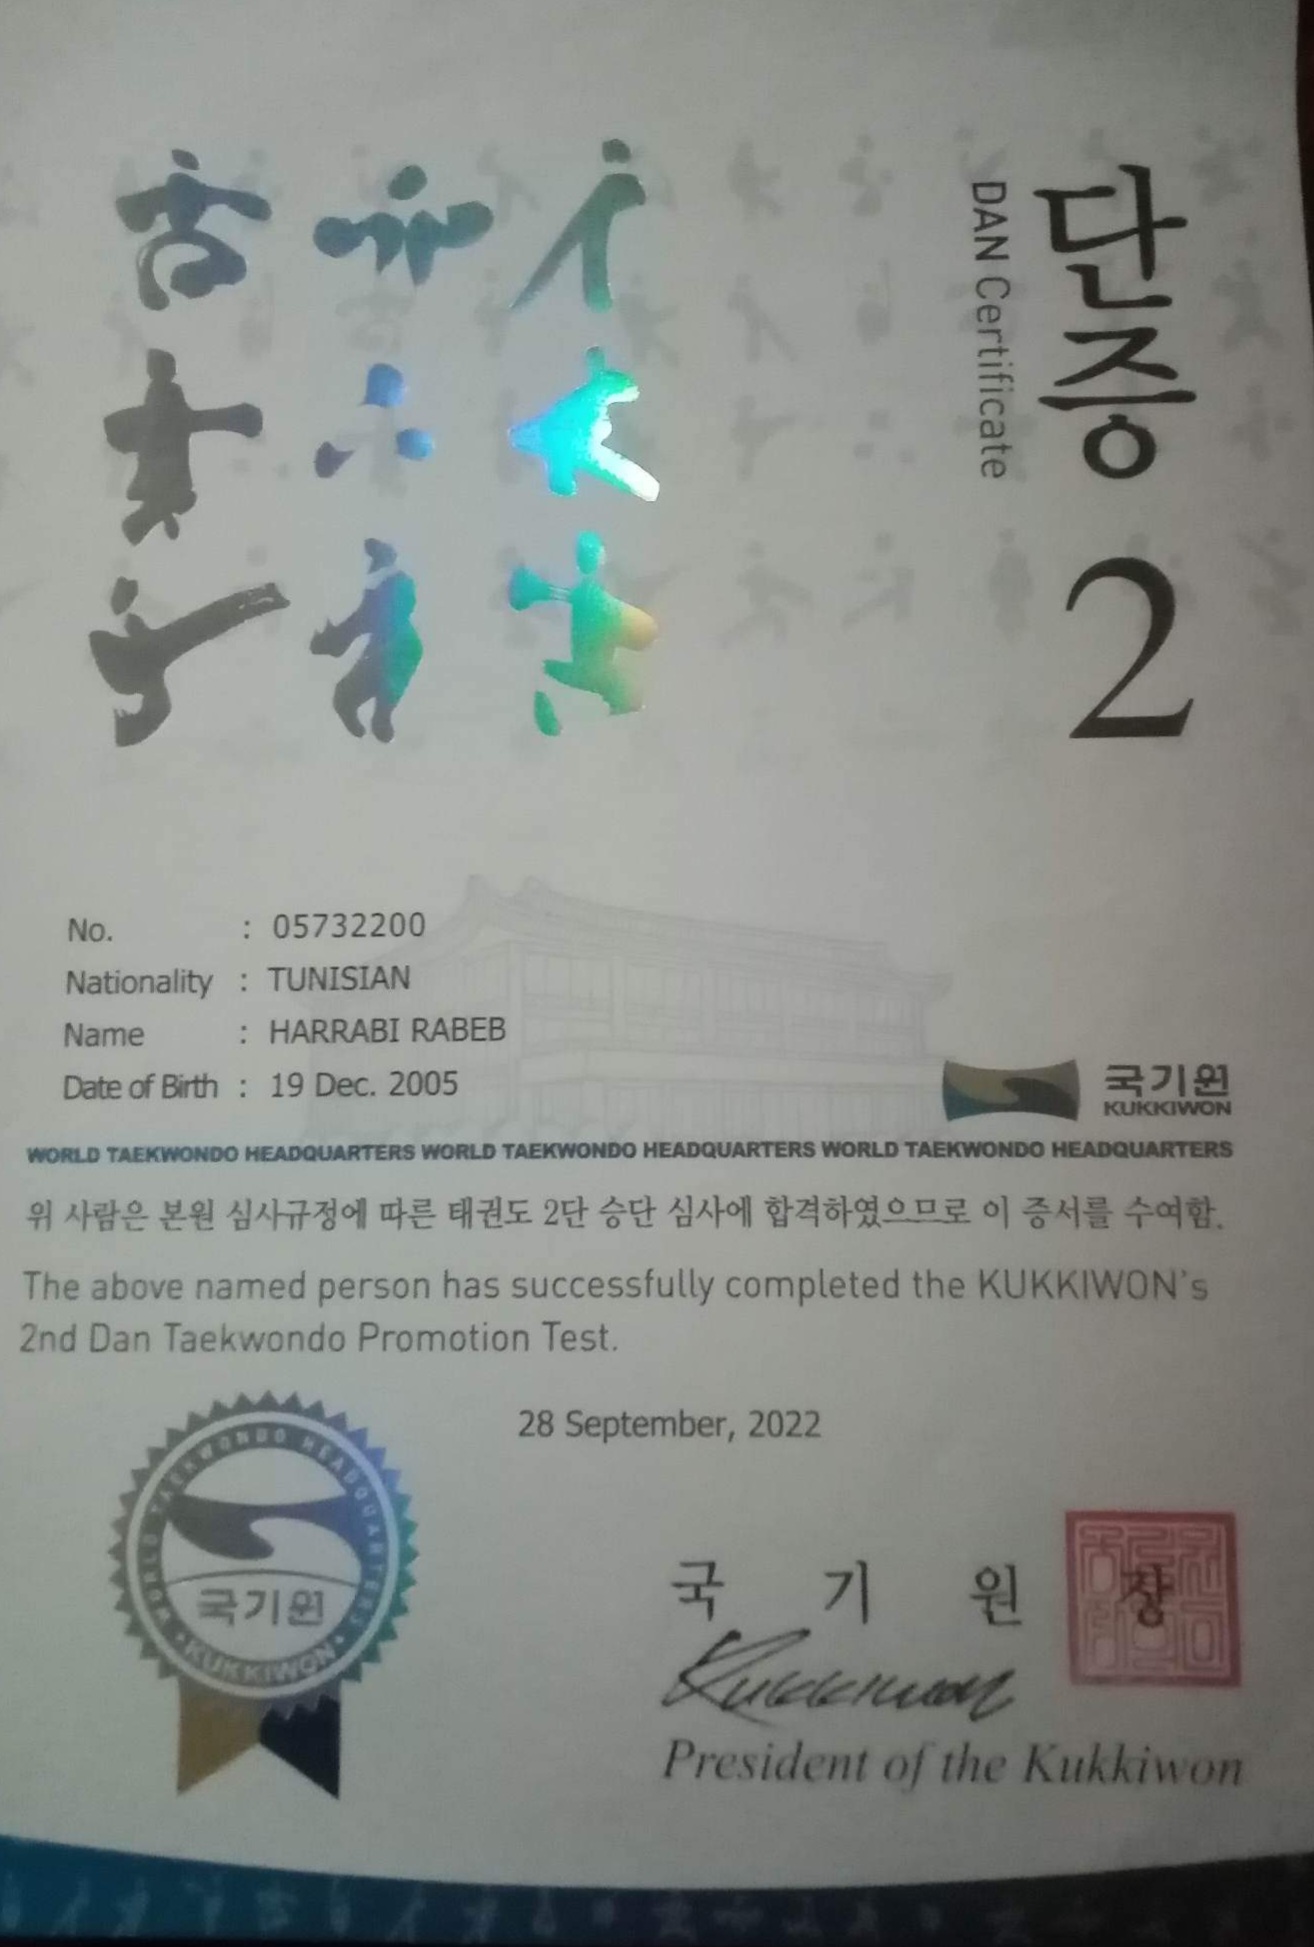 단증 2
DAN Certificate
No. : 05732200
Nationality : TUNISIAN
Name : HARRABI RABEB
Date of Birth : 19 Dec. 2005
국기원
KUKKIWON
WORLD TAEKWONDO HEADQUARTERS WORLD TAEKWONDO HEADQUARTERS WORLD TAEKWONDO HEADQUARTERS
위 사람은 본원 심사규정에 따른 태권도 2단 승단 심사에 합격하였으므로 이 증서를 수여함.
The above named person has successfully completed the KUKKIWON's
2nd Dan Taekwondo Promotion Test.
28 September, 2022
WORLD TAEKWONDO HEADQUARTERS
국기원
•KUKKIWON•
국 기 원 장
Kukkiwon
President of the Kukkiwon